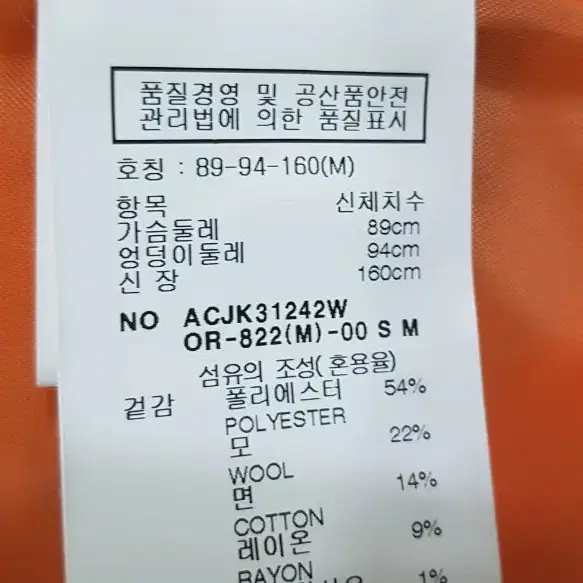 품질경영 및 공산품안전
관리법에 의한 품질표시
호칭 : 89-94-160(M)
항목 신체치수
가슴둘레 89cm
엉덩이둘레 94cm
신 장 160cm
NO ACJK31242W
OR-822(M)-00 S M
섬유의 조성(혼용율)
겉감 폴리에스터 54%
POLYESTER
모 22%
WOOL
면 14%
COTTON
레이온 9%
RAYON
1%